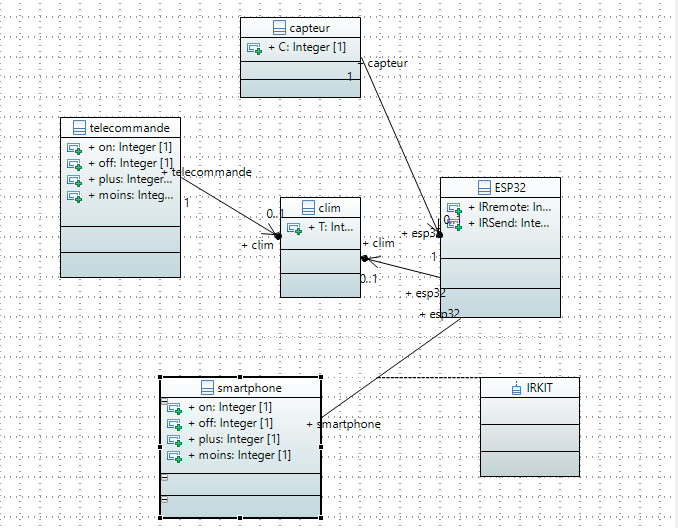 capteur
+ C: Integer [1]
+ capteur
1
telecommande
+ on: Integer [1]
+ off: Integer [1]
+ plus: Integer...
+ moins: Integ...
+ telecommande
1
0..1
+ clim
clim
+ T: Int...
+ clim
0..1
ESP32
+ IRremote: In...
+ IRSend: Inte...
+ esp32
1
+ esp32
+ esp32
smartphone
+ on: Integer [1]
+ off: Integer [1]
+ plus: Integer [1]
+ moins: Integer [1]
+ smartphone
IRKIT